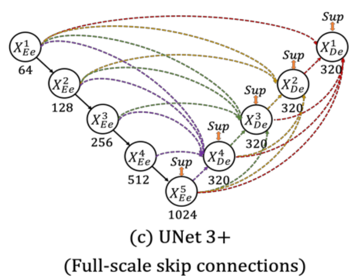 Sup
X¹Ee X¹De
64 Sup 320
X²Ee X²De
128 Sup 320
X³Ee X³De
256 Sup 320
X⁴Ee X⁴De
512 Sup 320
X⁵Ee
1024
(c) UNet 3+
(Full-scale skip connections)